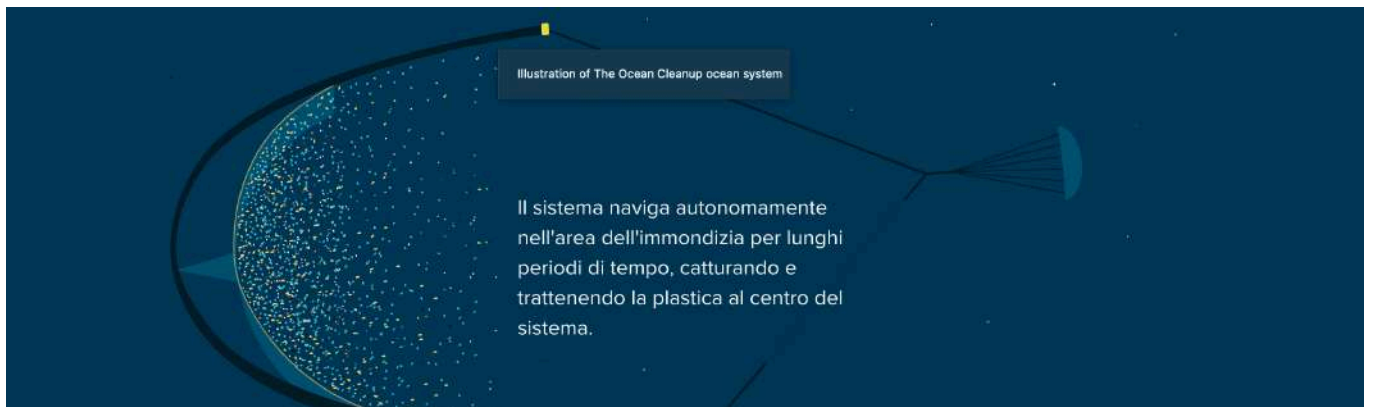 Illustration of The Ocean Cleanup ocean system
Il sistema naviga autonomamente
nell'area dell'immondizia per lunghi
periodi di tempo, catturando e
trattenendo la plastica al centro del
sistema.